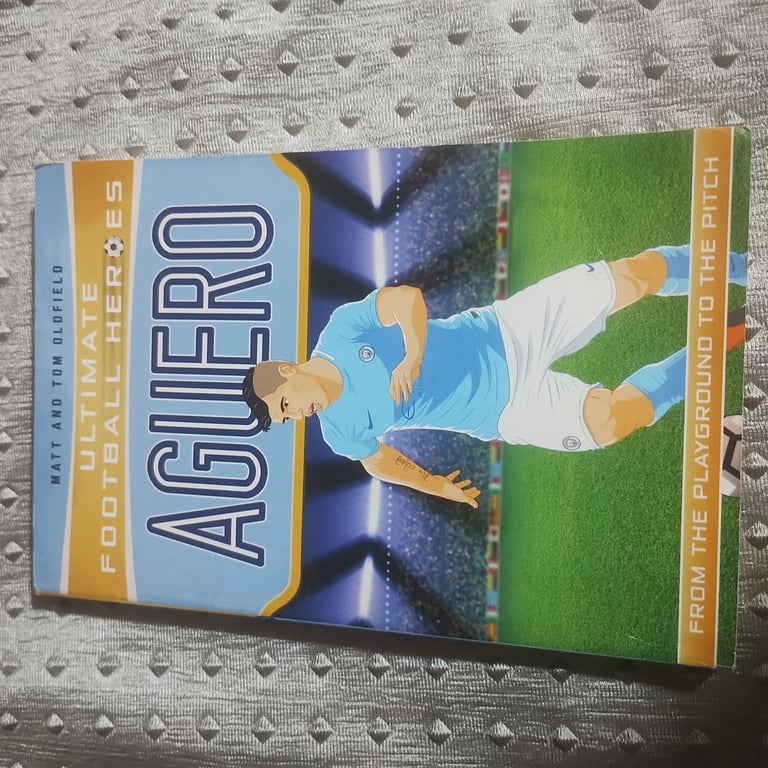 MATT AND TOM OLDFIELD
ULTIMATE
FOOTBALL HEROES
AGUERO
FROM THE PLAYGROUND TO THE PITCH